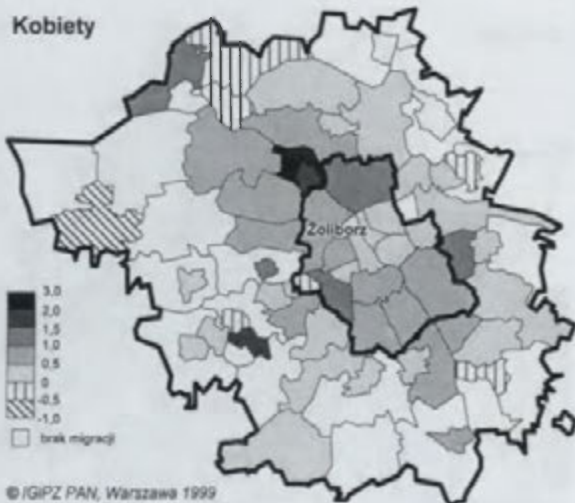 Kobiety
Żoliborz
3,0
2,0
1,5
1,0
0,5
0
-0,5
-1,0
brak migracji
© IGiPZ PAN, Warszawa 1999